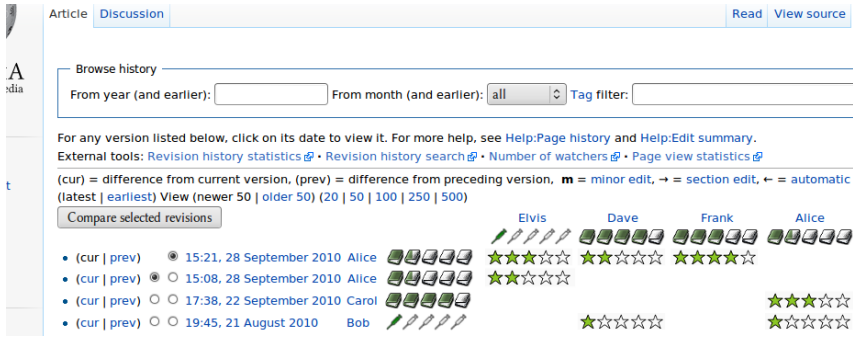 Article Discussion Read View source
A
edia
Browse history
From year (and earlier): From month (and earlier): all Tag filter:
For any version listed below, click on its date to view it. For more help, see Help:Page history and Help:Edit summary.
External tools: Revision history statistics • Revision history search • Number of watchers • Page view statistics
(cur) = difference from current version, (prev) = difference from preceding version, m = minor edit, → = section edit, ← = automatic
t
(latest | earliest) View (newer 50 | older 50) (20 | 50 | 100 | 250 | 500)
Compare selected revisions
Elvis Dave Frank Alice
• (cur | prev) 15:21, 28 September 2010 Alice
• (cur | prev) 15:08, 28 September 2010 Alice
• (cur | prev) 17:38, 22 September 2010 Carol
• (cur | prev) 19:45, 21 August 2010 Bob